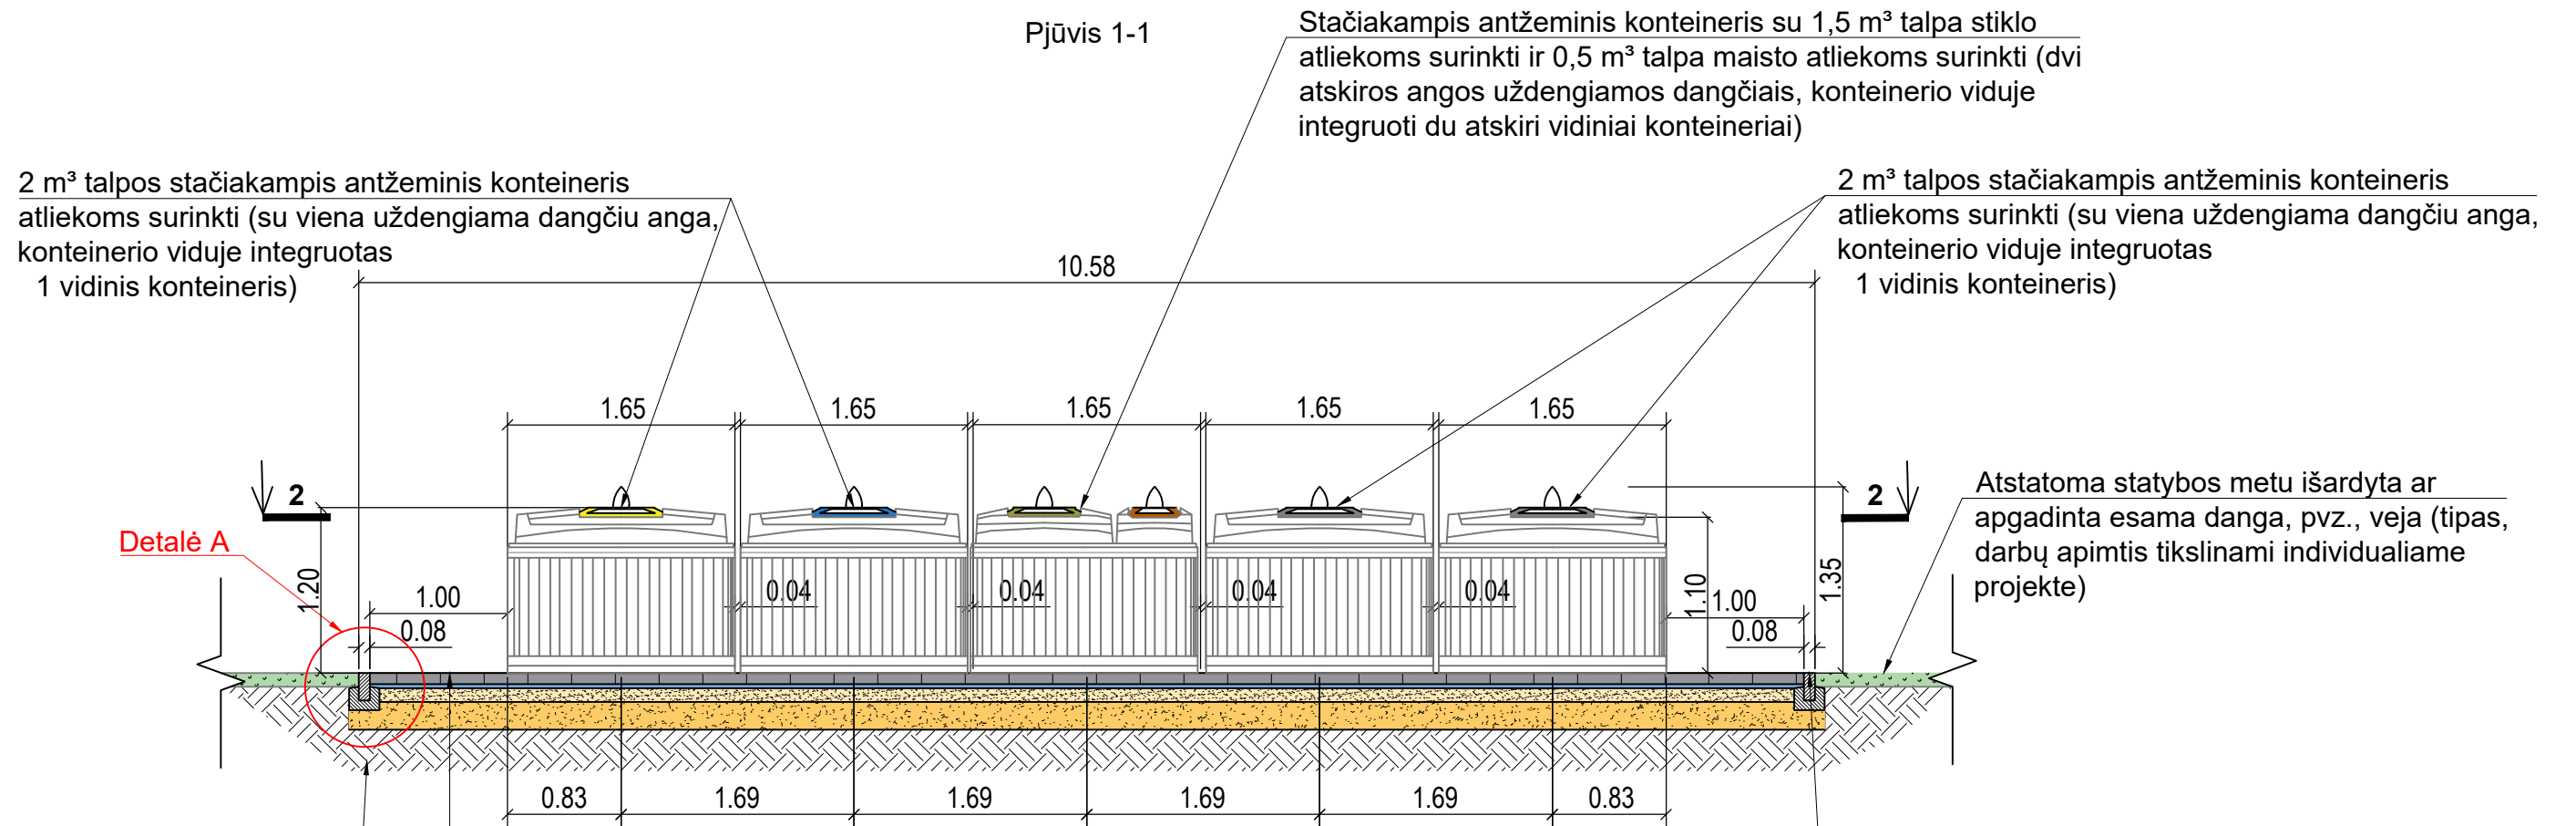 Pjūvis 1-1
Stačiakampis antžeminis konteineris su 1,5 m³ talpa stiklo
atliekoms surinkti ir 0,5 m³ talpa maisto atliekoms surinkti (dvi
atskiros angos uždengiamos dangčiais, konteinerio viduje
integruoti du atskiri vidiniai konteineriai)
2 m³ talpos stačiakampis antžeminis konteineris
atliekoms surinkti (su viena uždengiama dangčiu anga,
konteinerio viduje integruotas
1 vidinis konteineris)
2 m³ talpos stačiakampis antžeminis konteineris
atliekoms surinkti (su viena uždengiama dangčiu anga,
konteinerio viduje integruotas
1 vidinis konteineris)
10.58
1.65
1.65
1.65
1.65
1.65
2
2
Atstatoma statybos metu išardyta ar
apgadinta esama danga, pvz., veja (tipas,
darbų apimtis tikslinami individualiame
projekte)
Detalė A
1.20
1.00
0.08
0.04
0.04
0.04
0.04
1.10
1.00
0.08
1.35
0.83
1.69
1.69
1.69
1.69
0.83